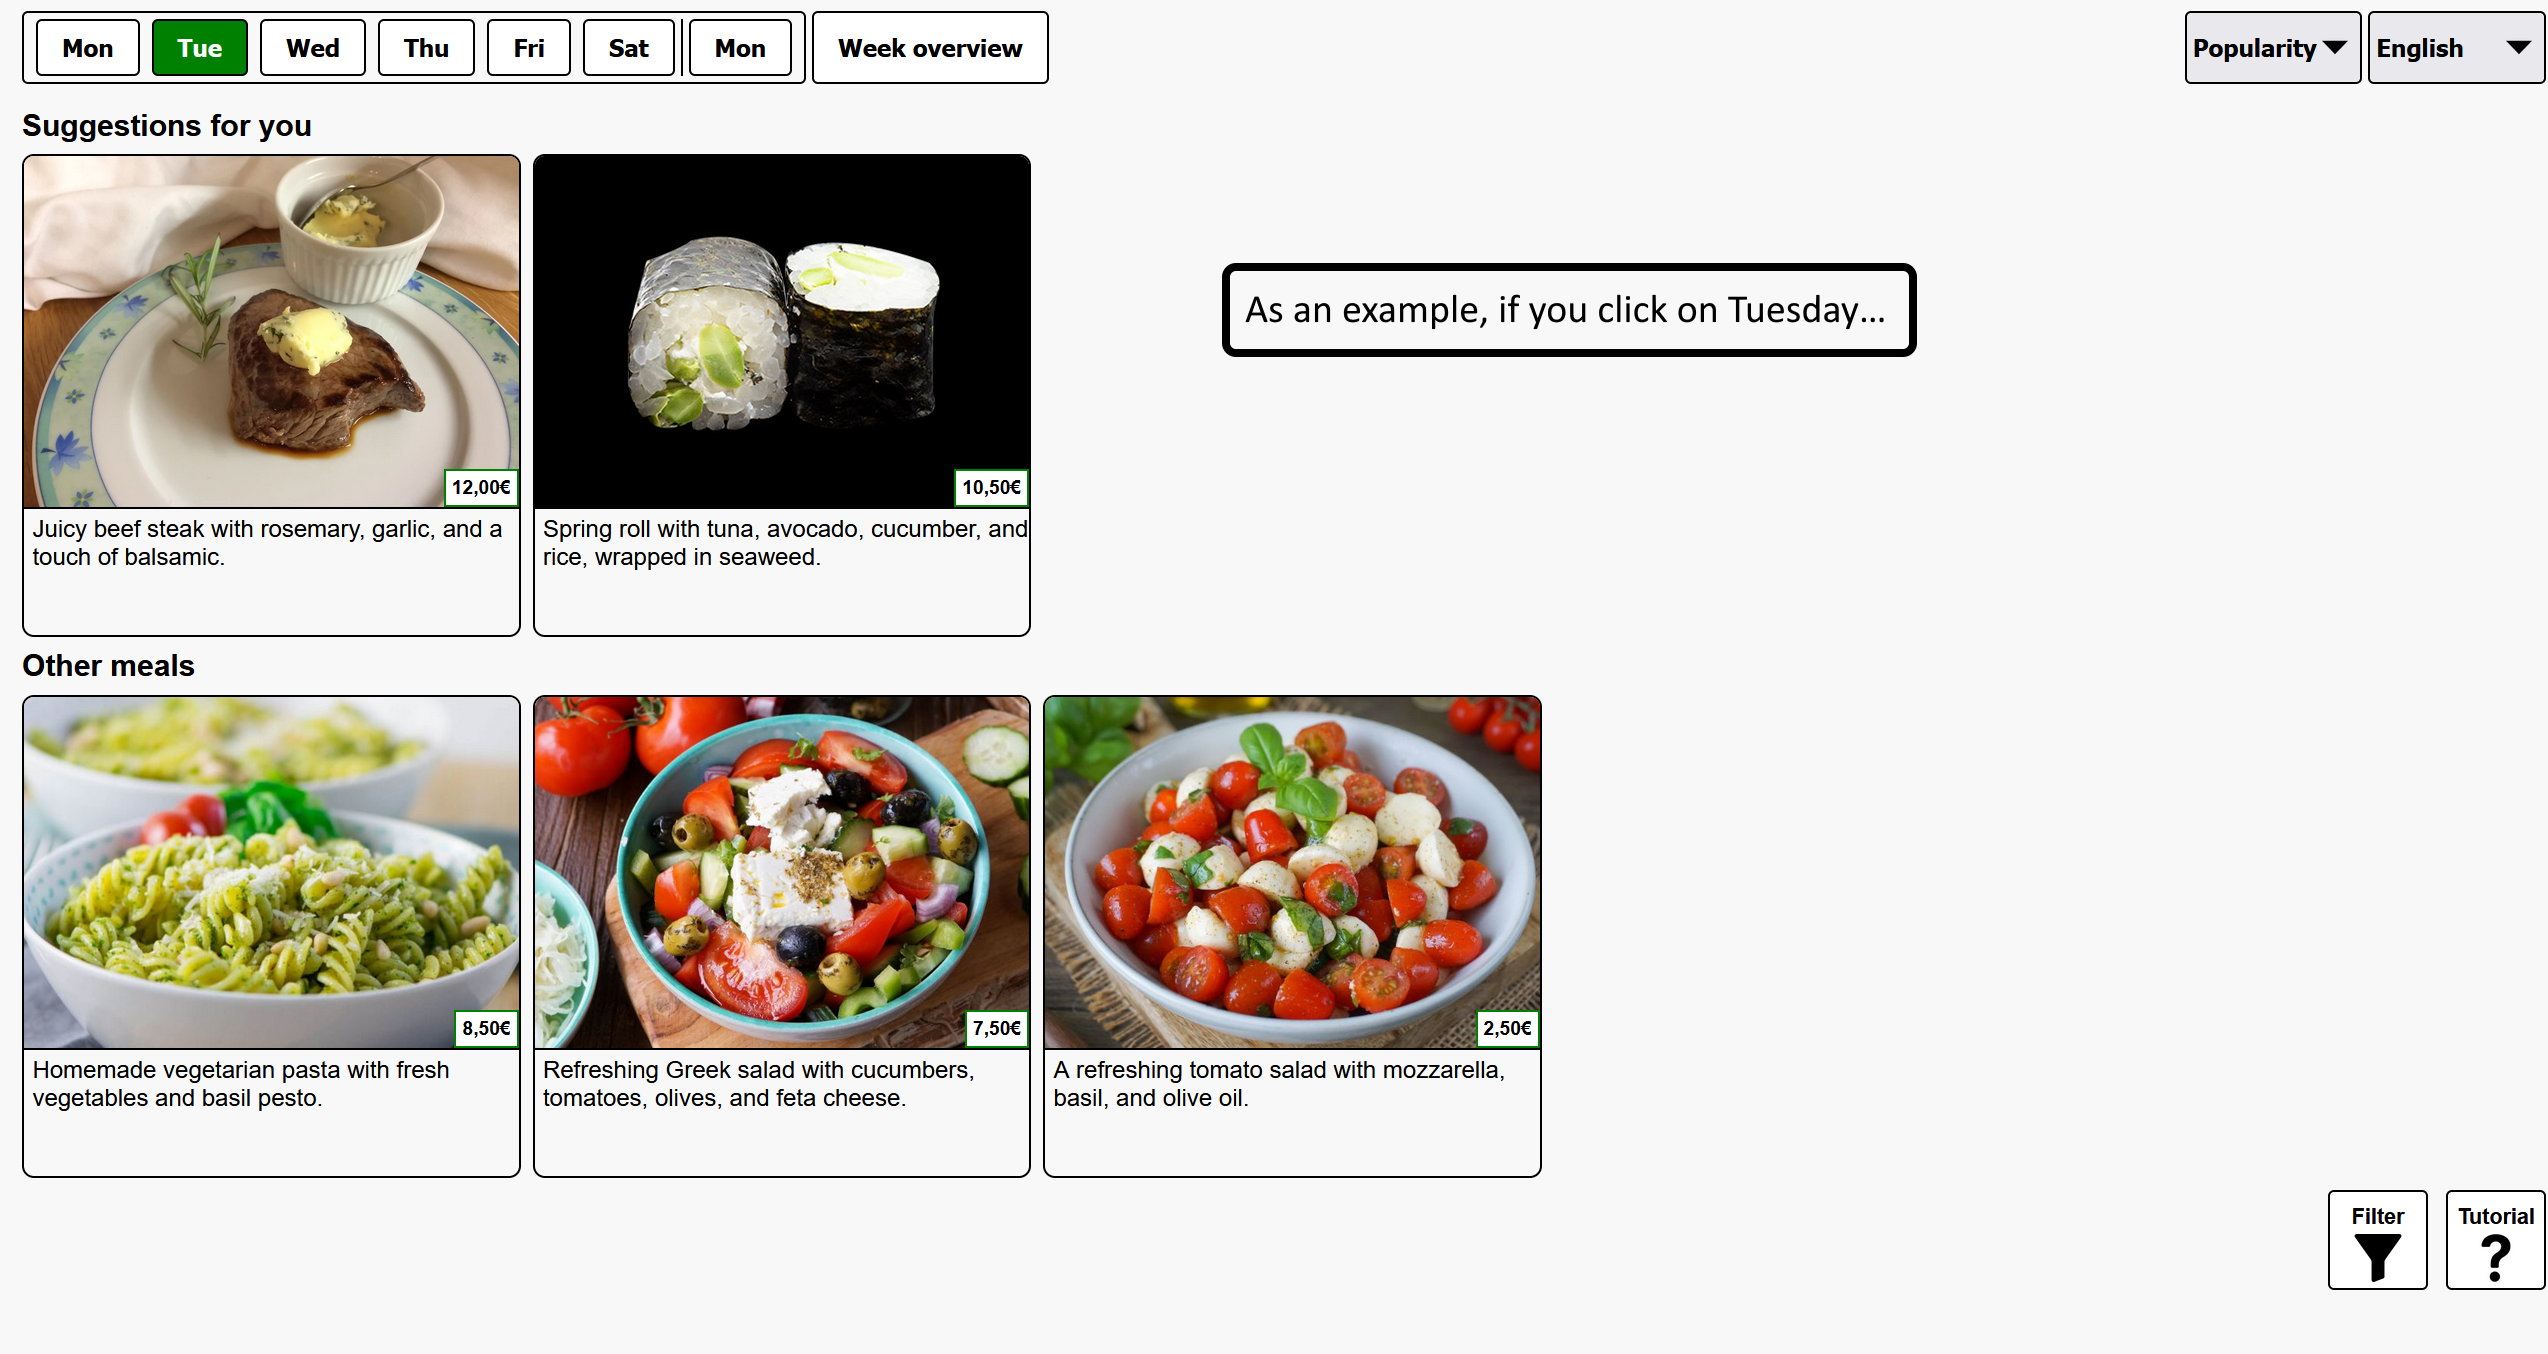 Mon Tue Wed Thu Fri Sat Mon Week overview Popularity English
Suggestions for you
As an example, if you click on Tuesday...
12,00€
Juicy beef steak with rosemary, garlic, and a
touch of balsamic.
10,50€
Spring roll with tuna, avocado, cucumber, and
rice, wrapped in seaweed.
Other meals
8,50€
Homemade vegetarian pasta with fresh
vegetables and basil pesto.
7,50€
Refreshing Greek salad with cucumbers,
tomatoes, olives, and feta cheese.
2,50€
A refreshing tomato salad with mozzarella,
basil, and olive oil.
Filter
Tutorial
?